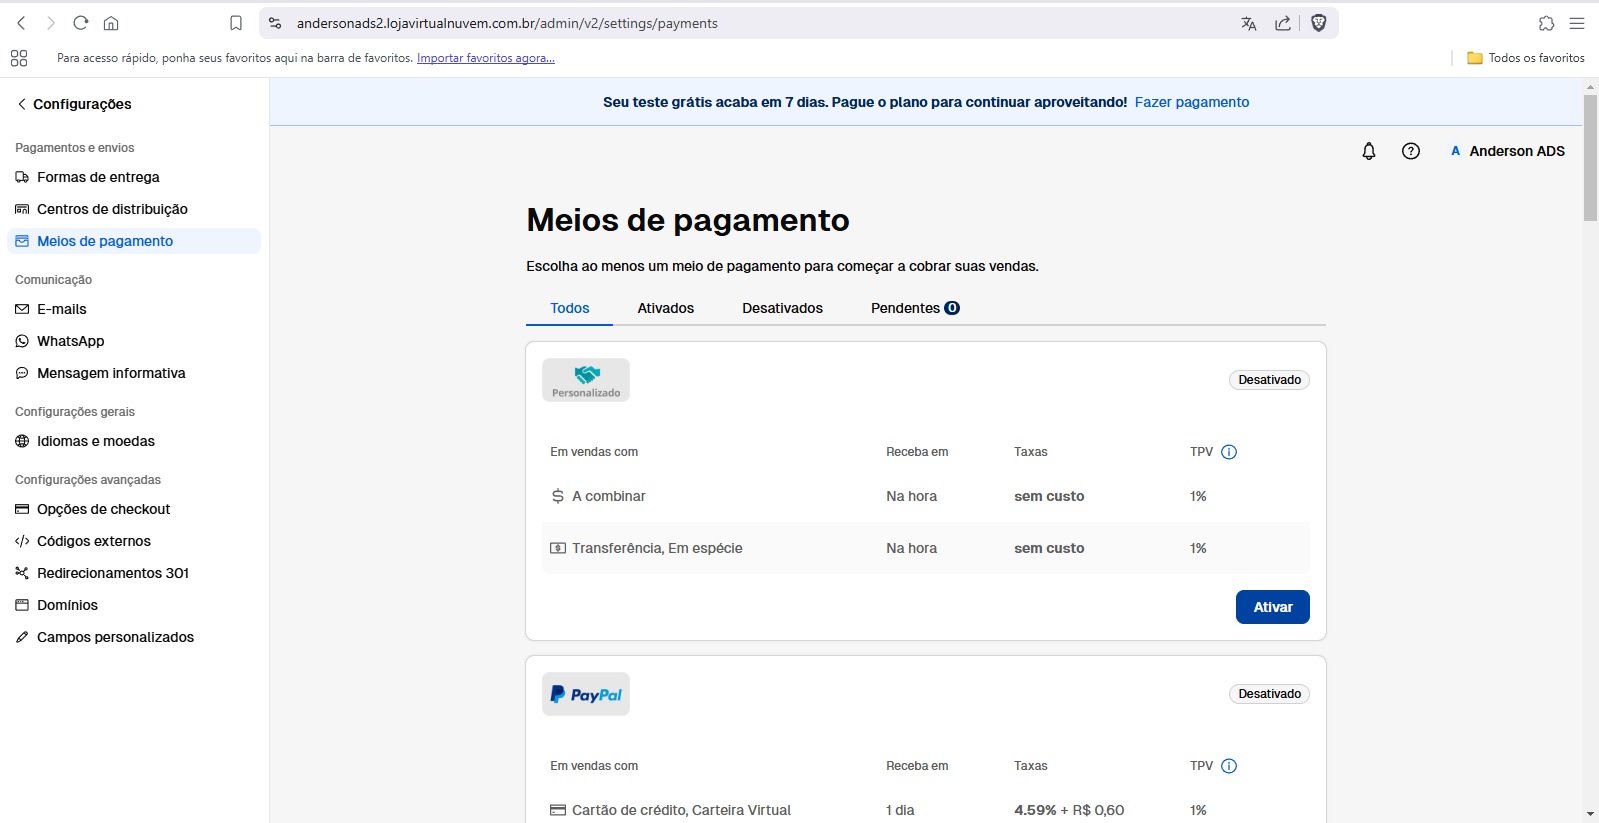 andersonads2.lojavirtualnuvem.com.br/admin/v2/settings/payments
Para acesso rápido, ponha seus favoritos aqui na barra de favoritos. Importar favoritos agora...
Todos os favoritos
Configurações
Pagamentos e envios
Formas de entrega
Centros de distribuição
Meios de pagamento
Comunicação
E-mails
WhatsApp
Mensagem informativa
Configurações gerais
Idiomas e moedas
Configurações avançadas
Opções de checkout
Códigos externos
Redirecionamentos 301
Domínios
Campos personalizados
Seu teste grátis acaba em 7 dias. Pague o plano para continuar aproveitando! Fazer pagamento
A Anderson ADS
Meios de pagamento
Escolha ao menos um meio de pagamento para começar a cobrar suas vendas.
Todos Ativados Desativados Pendentes 0
Personalizado
Desativado
Em vendas com Receba em Taxas TPV
A combinar Na hora sem custo 1%
Transferência, Em espécie Na hora sem custo 1%
Ativar
PayPal
Desativado
Em vendas com Receba em Taxas TPV
Cartão de crédito, Carteira Virtual 1 dia 4.59% + R$ 0,60 1%